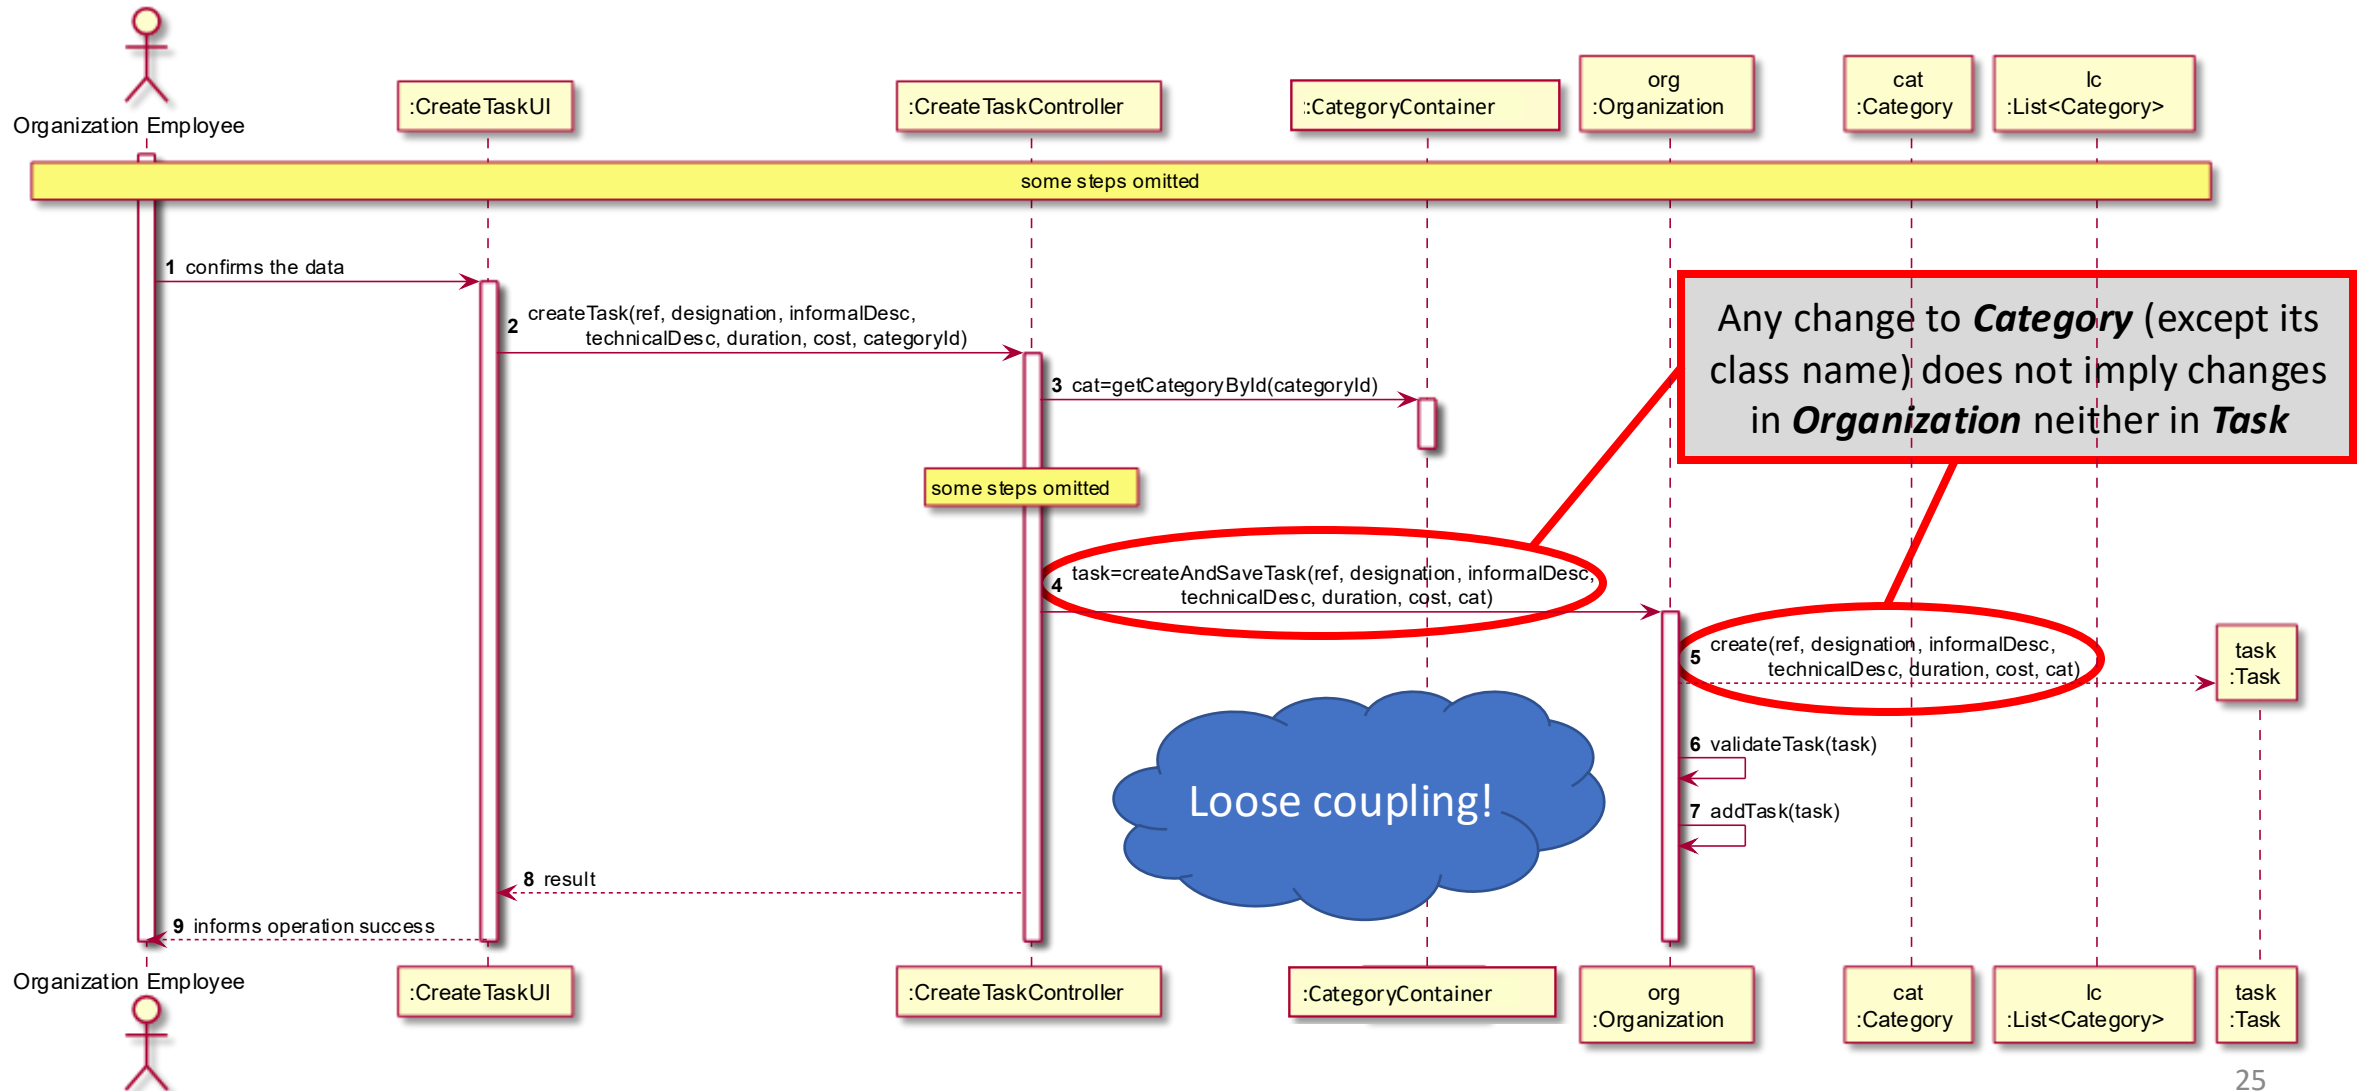 Organization Employee
:CreateTaskUI
:CreateTaskController
::CategoryContainer
org
:Organization
cat
:Category
lc
:List<Category>
some steps omitted
1 confirms the data
2 createTask(ref, designation, informalDesc,
technicalDesc, duration, cost, categoryId)
3 cat=getCategoryById(categoryId)
Any change to Category (except its
class name) does not imply changes
in Organization neither in Task
some steps omitted
4 task=createAndSaveTask(ref, designation, informalDesc,
technicalDesc, duration, cost, cat)
5 create(ref, designation, informalDesc,
technicalDesc, duration, cost, cat)
task
:Task
6 validateTask(task)
Loose coupling!
7 addTask(task)
8 result
9 informs operation success
Organization Employee
:CreateTaskUI
:CreateTaskController
:CategoryContainer
org
:Organization
cat
:Category
lc
:List<Category>
task
:Task
25